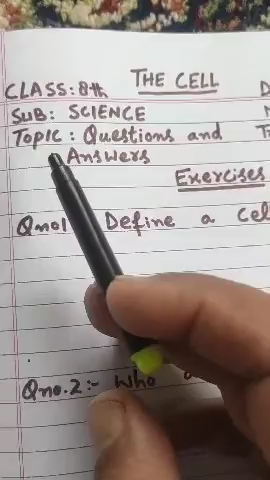 THE CELL
CLASS: 8th
SUB: SCIENCE
TOPIC: Questions and
Answers
Exercises
Qno1 Define a Cel
Qno.2:- Who